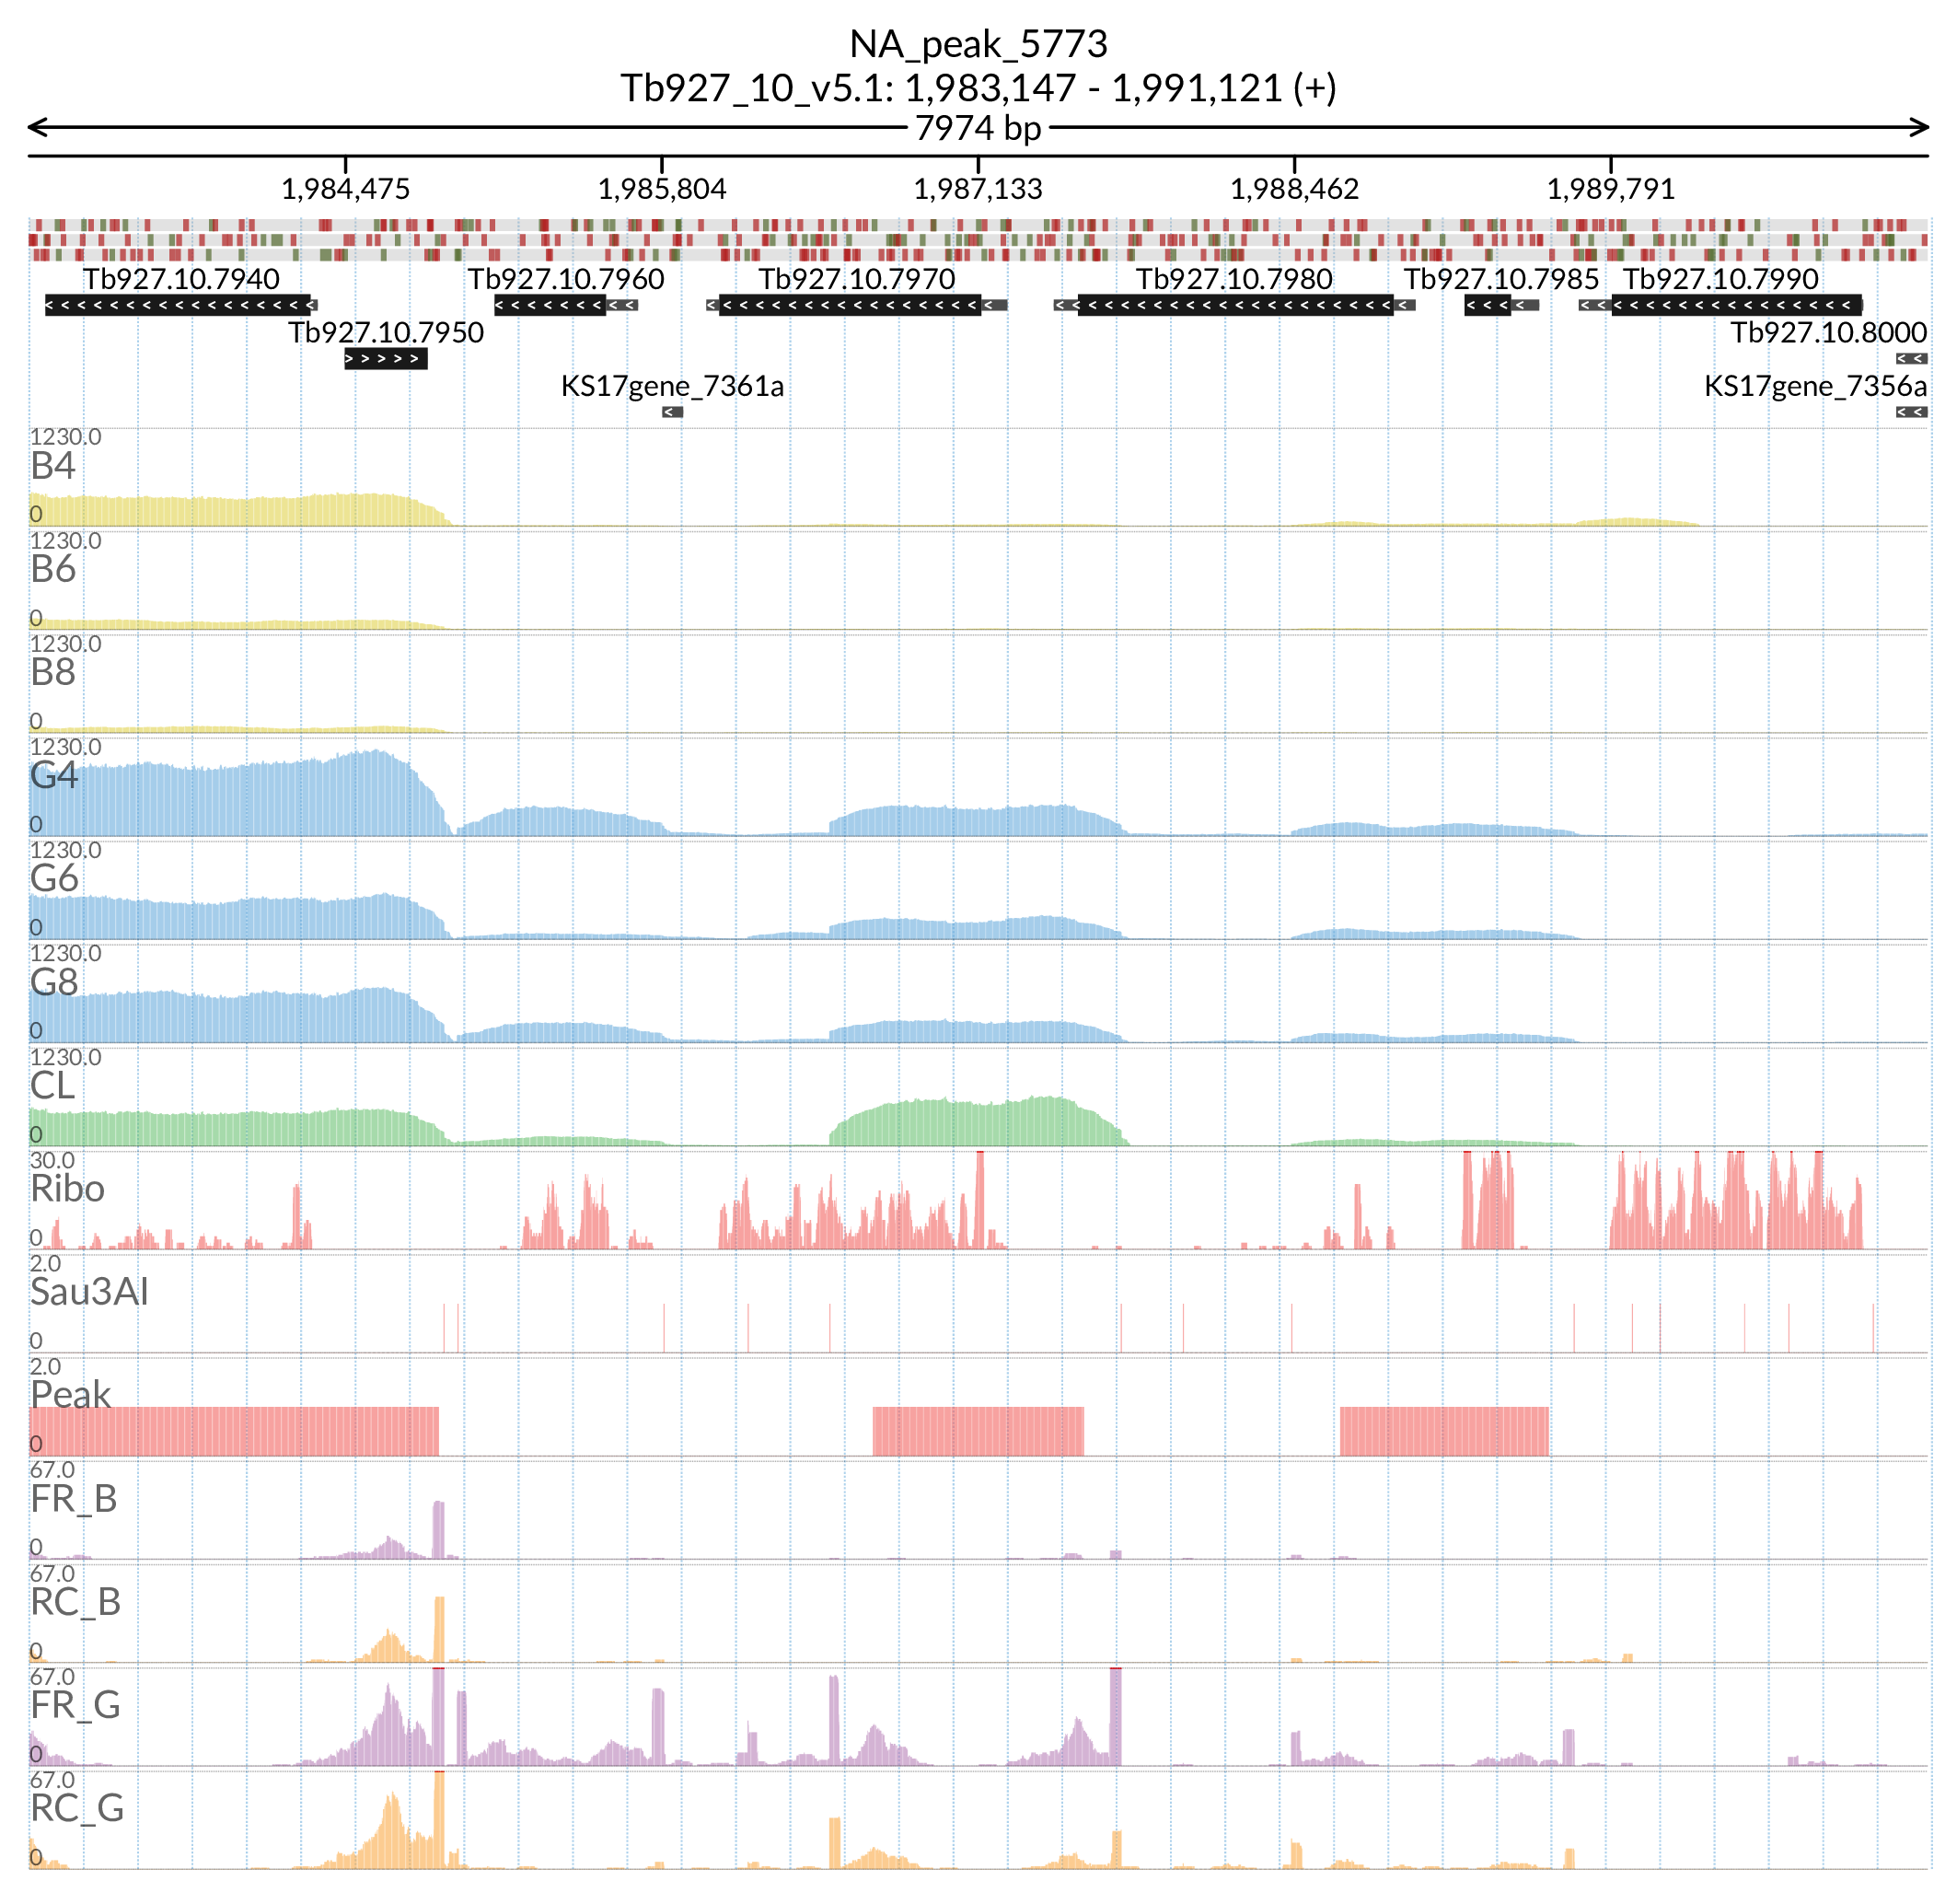 NA_peak_5773
Tb927_10_v5.1: 1,983,147 - 1,991,121 (+)
7974 bp
1,984,475 1,985,804 1,987,133 1,988,462 1,989,791
Tb927.10.7940 Tb927.10.7960 Tb927.10.7970 Tb927.10.7980 Tb927.10.7985 Tb927.10.7990
Tb927.10.7950 Tb927.10.8000
KS17gene_7361a KS17gene_7356a
1230.0
B4
0
1230.0
B6
0
1230.0
B8
0
1230.0
G4
0
1230.0
G6
0
1230.0
G8
0
1230.0
CL
0
30.0
Ribo
0
2.0
Sau3AI
0
2.0
Peak
0
67.0
FR_B
0
67.0
RC_B
0
67.0
FR_G
0
67.0
RC_G
0